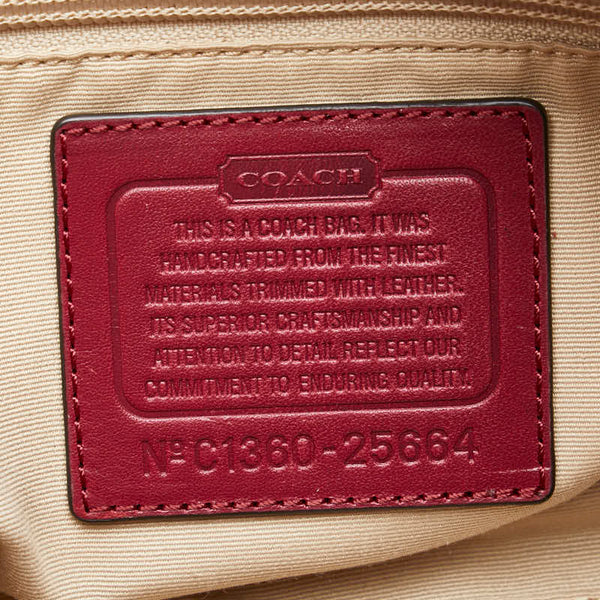 COACH
THIS IS A COACH BAG. IT WAS
HANDCRAFTED FROM THE FINEST
MATERIALS TRIMMED WITH LEATHER.
ITS SUPERIOR CRAFTSMANSHIP AND
ATTENTION TO DETAIL REFLECT OUR
COMMITMENT TO ENDURING QUALITY.
Nº C1360-25664